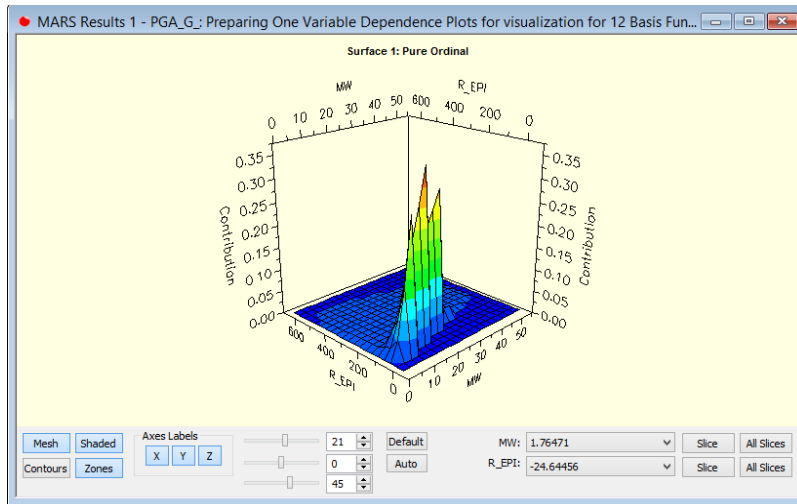 MARS Results 1 - PGA_G_: Preparing One Variable Dependence Plots for visualization for 12 Basis Fun...
Surface 1: Pure Ordinal
MW
R_EPI
0 10 20 30 40 50
600 400 200 0
0.35
0.30
0.25
0.20
0.15
0.10
0.05
0.00
Contribution
0.35
0.30
0.25
0.20
0.15
0.10
0.05
0.00
Contribution
600 400 200 0
R_EPI
0 10 20 30 40 50
MW
Mesh Shaded
Contours Zones
Axes Labels
X Y Z
21
0
45
Default
Auto
MW: 1.76471 Slice All Slices
R_EPI: -24.64456 Slice All Slices